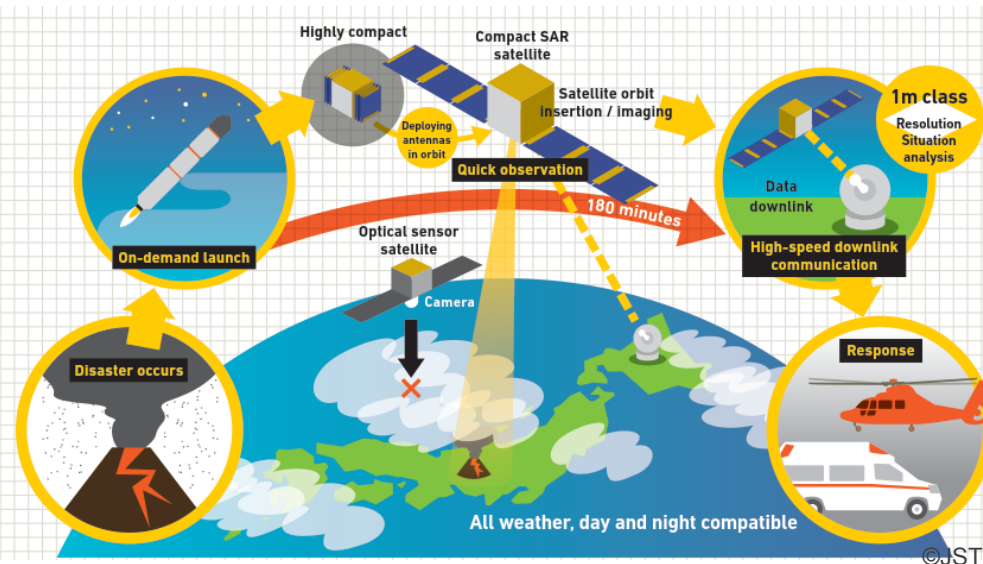 Highly compact
Compact SAR
satellite
Deploying
antennas
in orbit
Satellite orbit
insertion / imaging
1m class
Resolution
Situation
analysis
Quick observation
180 minutes
Data
downlink
On-demand launch
Optical sensor
satellite
Camera
High-speed downlink
communication
Disaster occurs
Response
All weather, day and night compatible
©JST